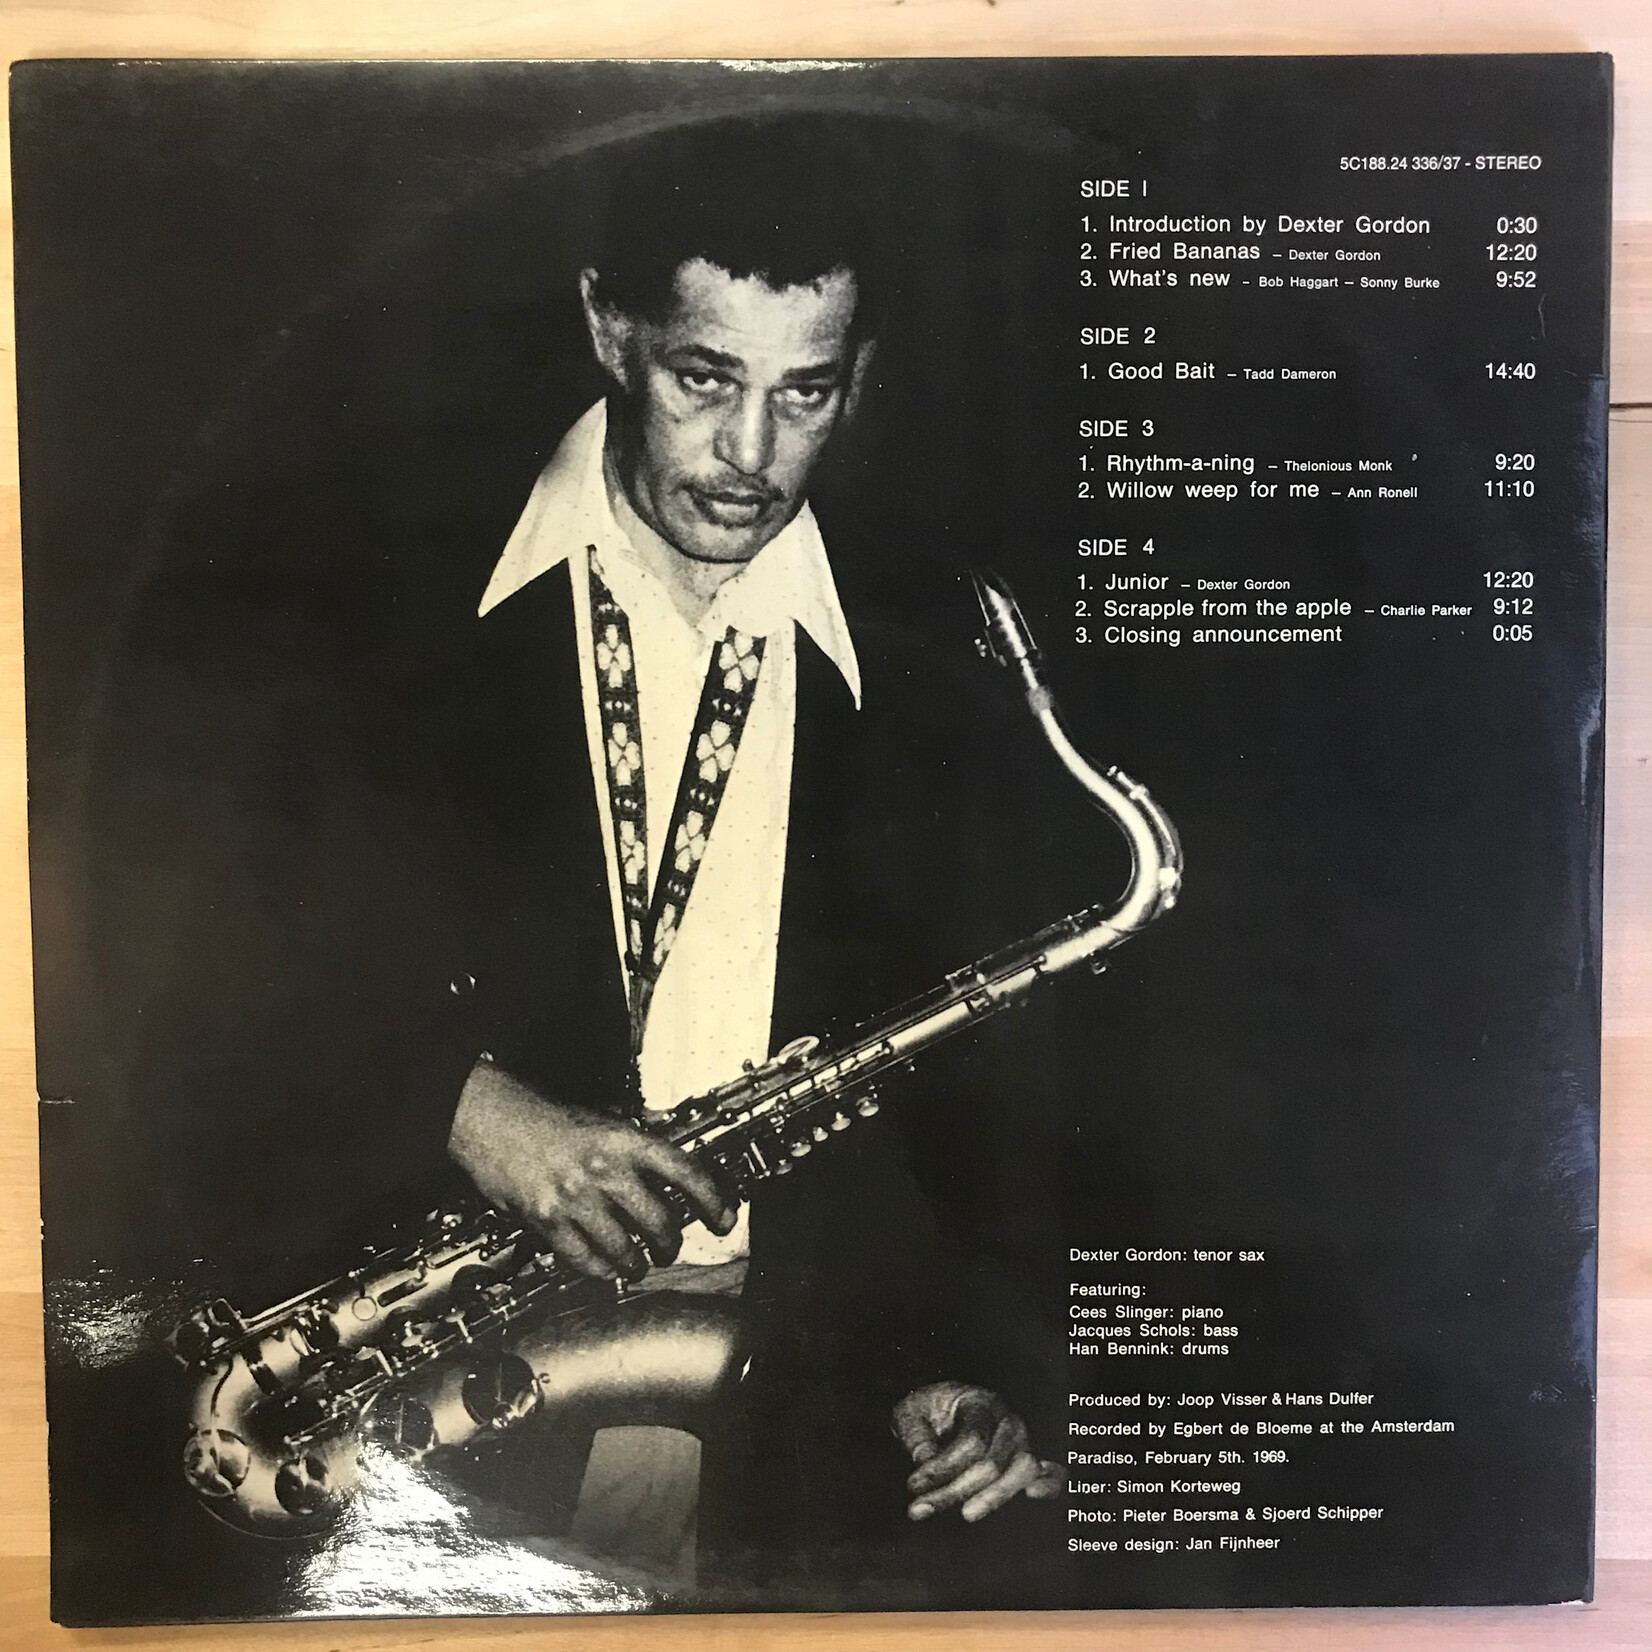 5C188.24 336/37 - STEREO
SIDE 1
1. Introduction by Dexter Gordon 0:30
2. Fried Bananas – Dexter Gordon 12:20
3. What's new – Bob Haggart – Sonny Burke 9:52
SIDE 2
1. Good Bait – Tadd Dameron 14:40
SIDE 3
1. Rhythm-a-ning – Thelonious Monk 9:20
2. Willow weep for me – Ann Ronell 11:10
SIDE 4
1. Junior – Dexter Gordon 12:20
2. Scrapple from the apple – Charlie Parker 9:12
3. Closing announcement 0:05
Dexter Gordon: tenor sax
Featuring:
Cees Slinger: piano
Jacques Schols: bass
Han Bennink: drums
Produced by: Joop Visser & Hans Dulfer
Recorded by Egbert de Bloeme at the Amsterdam
Paradiso, February 5th. 1969.
Liner: Simon Korteweg
Photo: Pieter Boersma & Sjoerd Schipper
Sleeve design: Jan Fijnheer